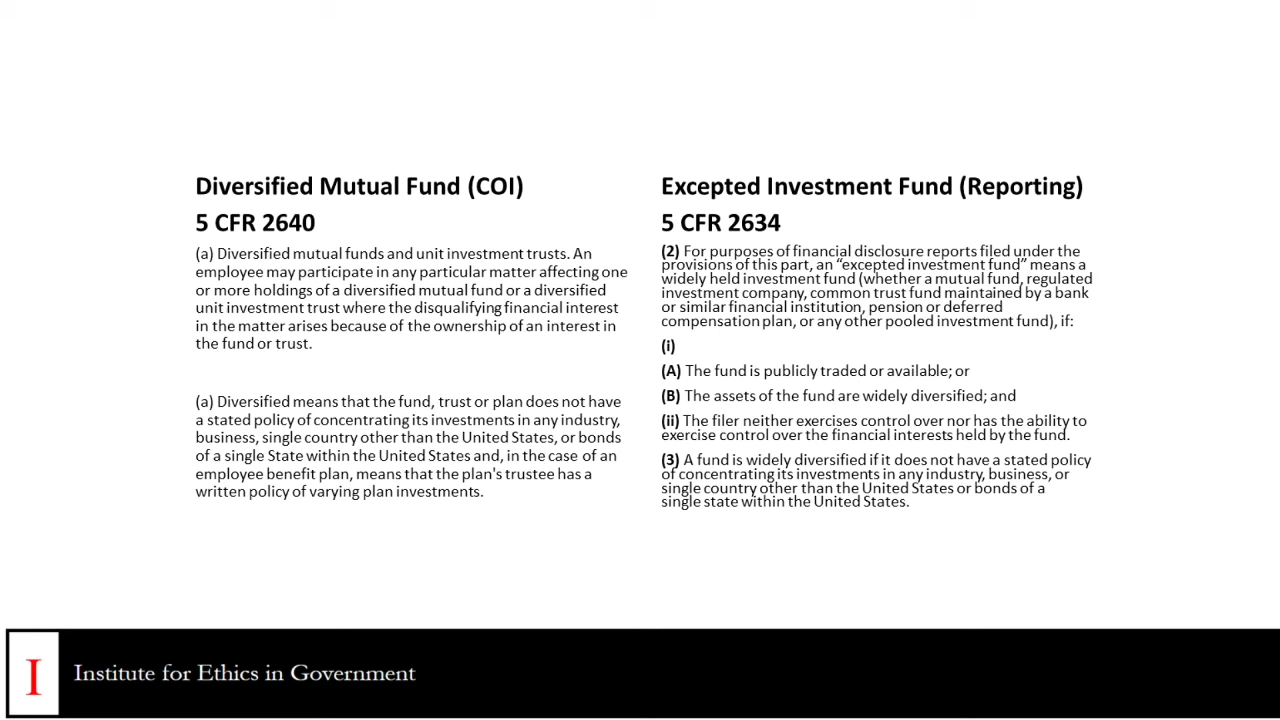 Diversified Mutual Fund (COI)
5 CFR 2640
(a) Diversified mutual funds and unit investment trusts. An
employee may participate in any particular matter affecting one
or more holdings of a diversified mutual fund or a diversified
unit investment trust where the disqualifying financial interest
in the matter arises because of the ownership of an interest in
the fund or trust.
(a) Diversified means that the fund, trust or plan does not have
a stated policy of concentrating its investments in any industry,
business, single country other than the United States, or bonds
of a single State within the United States and, in the case of an
employee benefit plan, means that the plan's trustee has a
written policy of varying plan investments.
Excepted Investment Fund (Reporting)
5 CFR 2634
(2) For purposes of financial disclosure reports filed under the
provisions of this part, an “excepted investment fund” means a
widely held investment fund (whether a mutual fund, regulated
investment company, common trust fund maintained by a bank
or similar financial institution, pension or deferred
compensation plan, or any other pooled investment fund), if:
(i)
(A) The fund is publicly traded or available; or
(B) The assets of the fund are widely diversified; and
(ii) The filer neither exercises control over nor has the ability to
exercise control over the financial interests held by the fund.
(3) A fund is widely diversified if it does not have a stated policy
of concentrating its investments in any industry, business, or
single country other than the United States or bonds of a
single state within the United States.
I
Institute for Ethics in Government